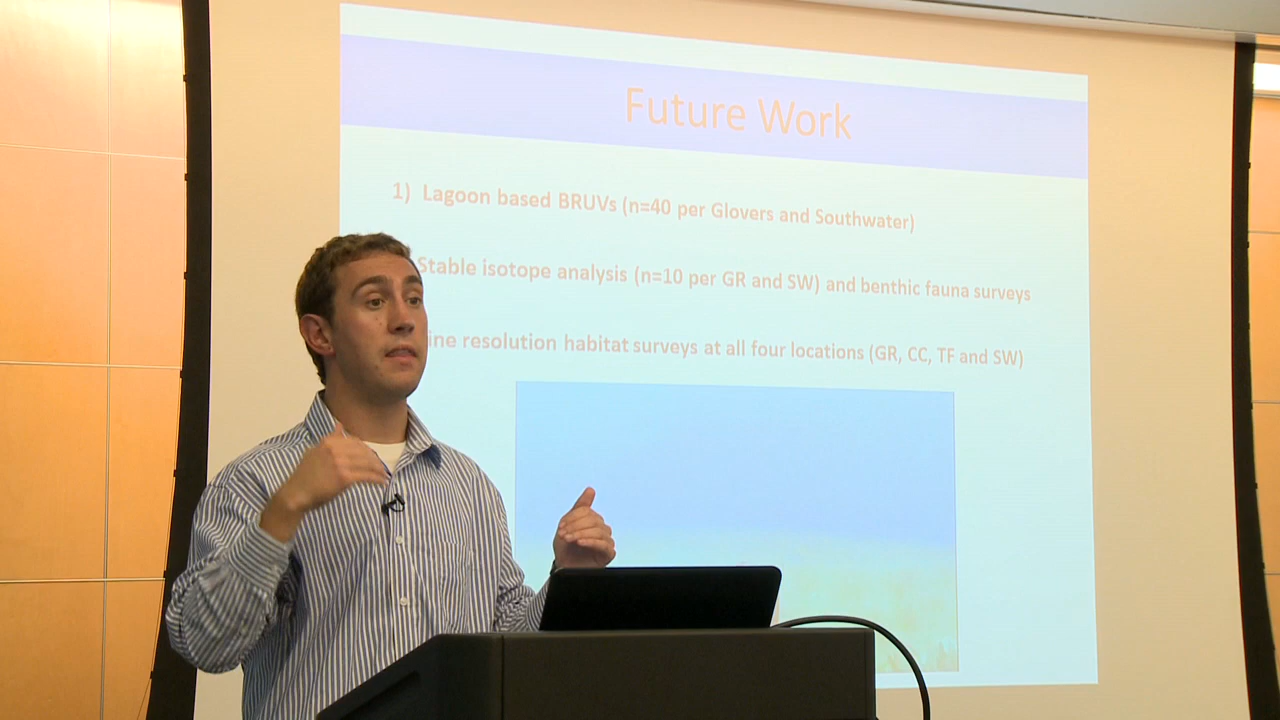 Future Work
1) Lagoon based BRUVs (n=40 per Glovers and Southwater)
Stable isotope analysis (n=10 per GR and SW) and benthic fauna surveys
ine resolution habitat surveys at all four locations (GR, CC, TF and SW)